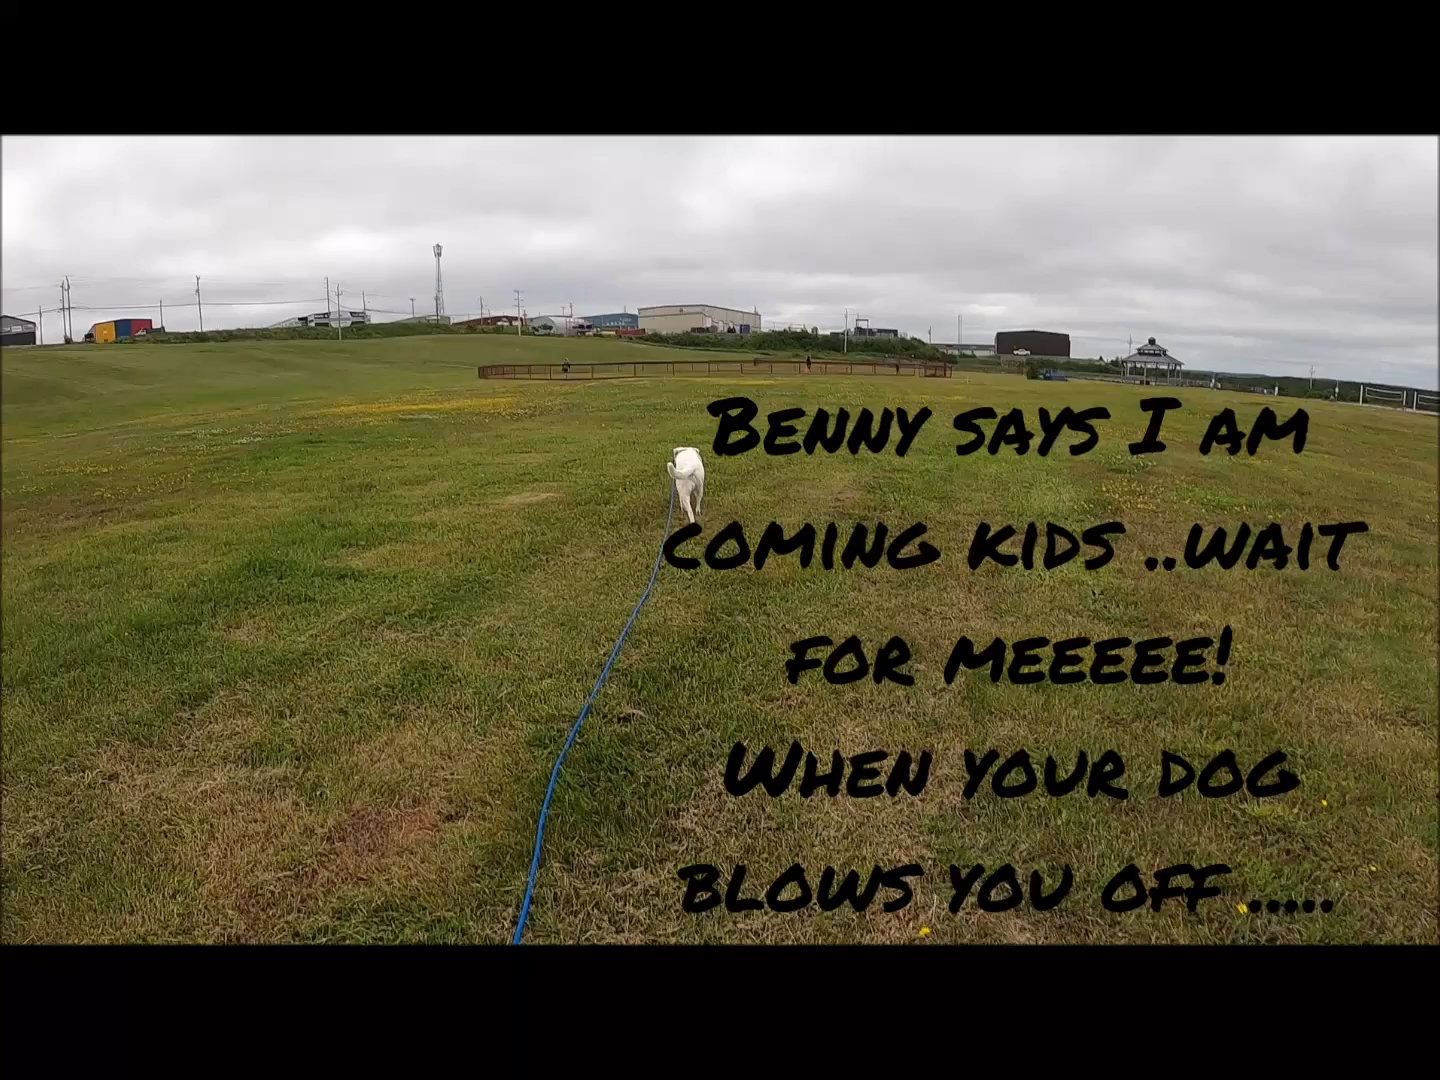 Benny says I am
coming kids ..wait
for meeeee!
When your dog
blows you off .....